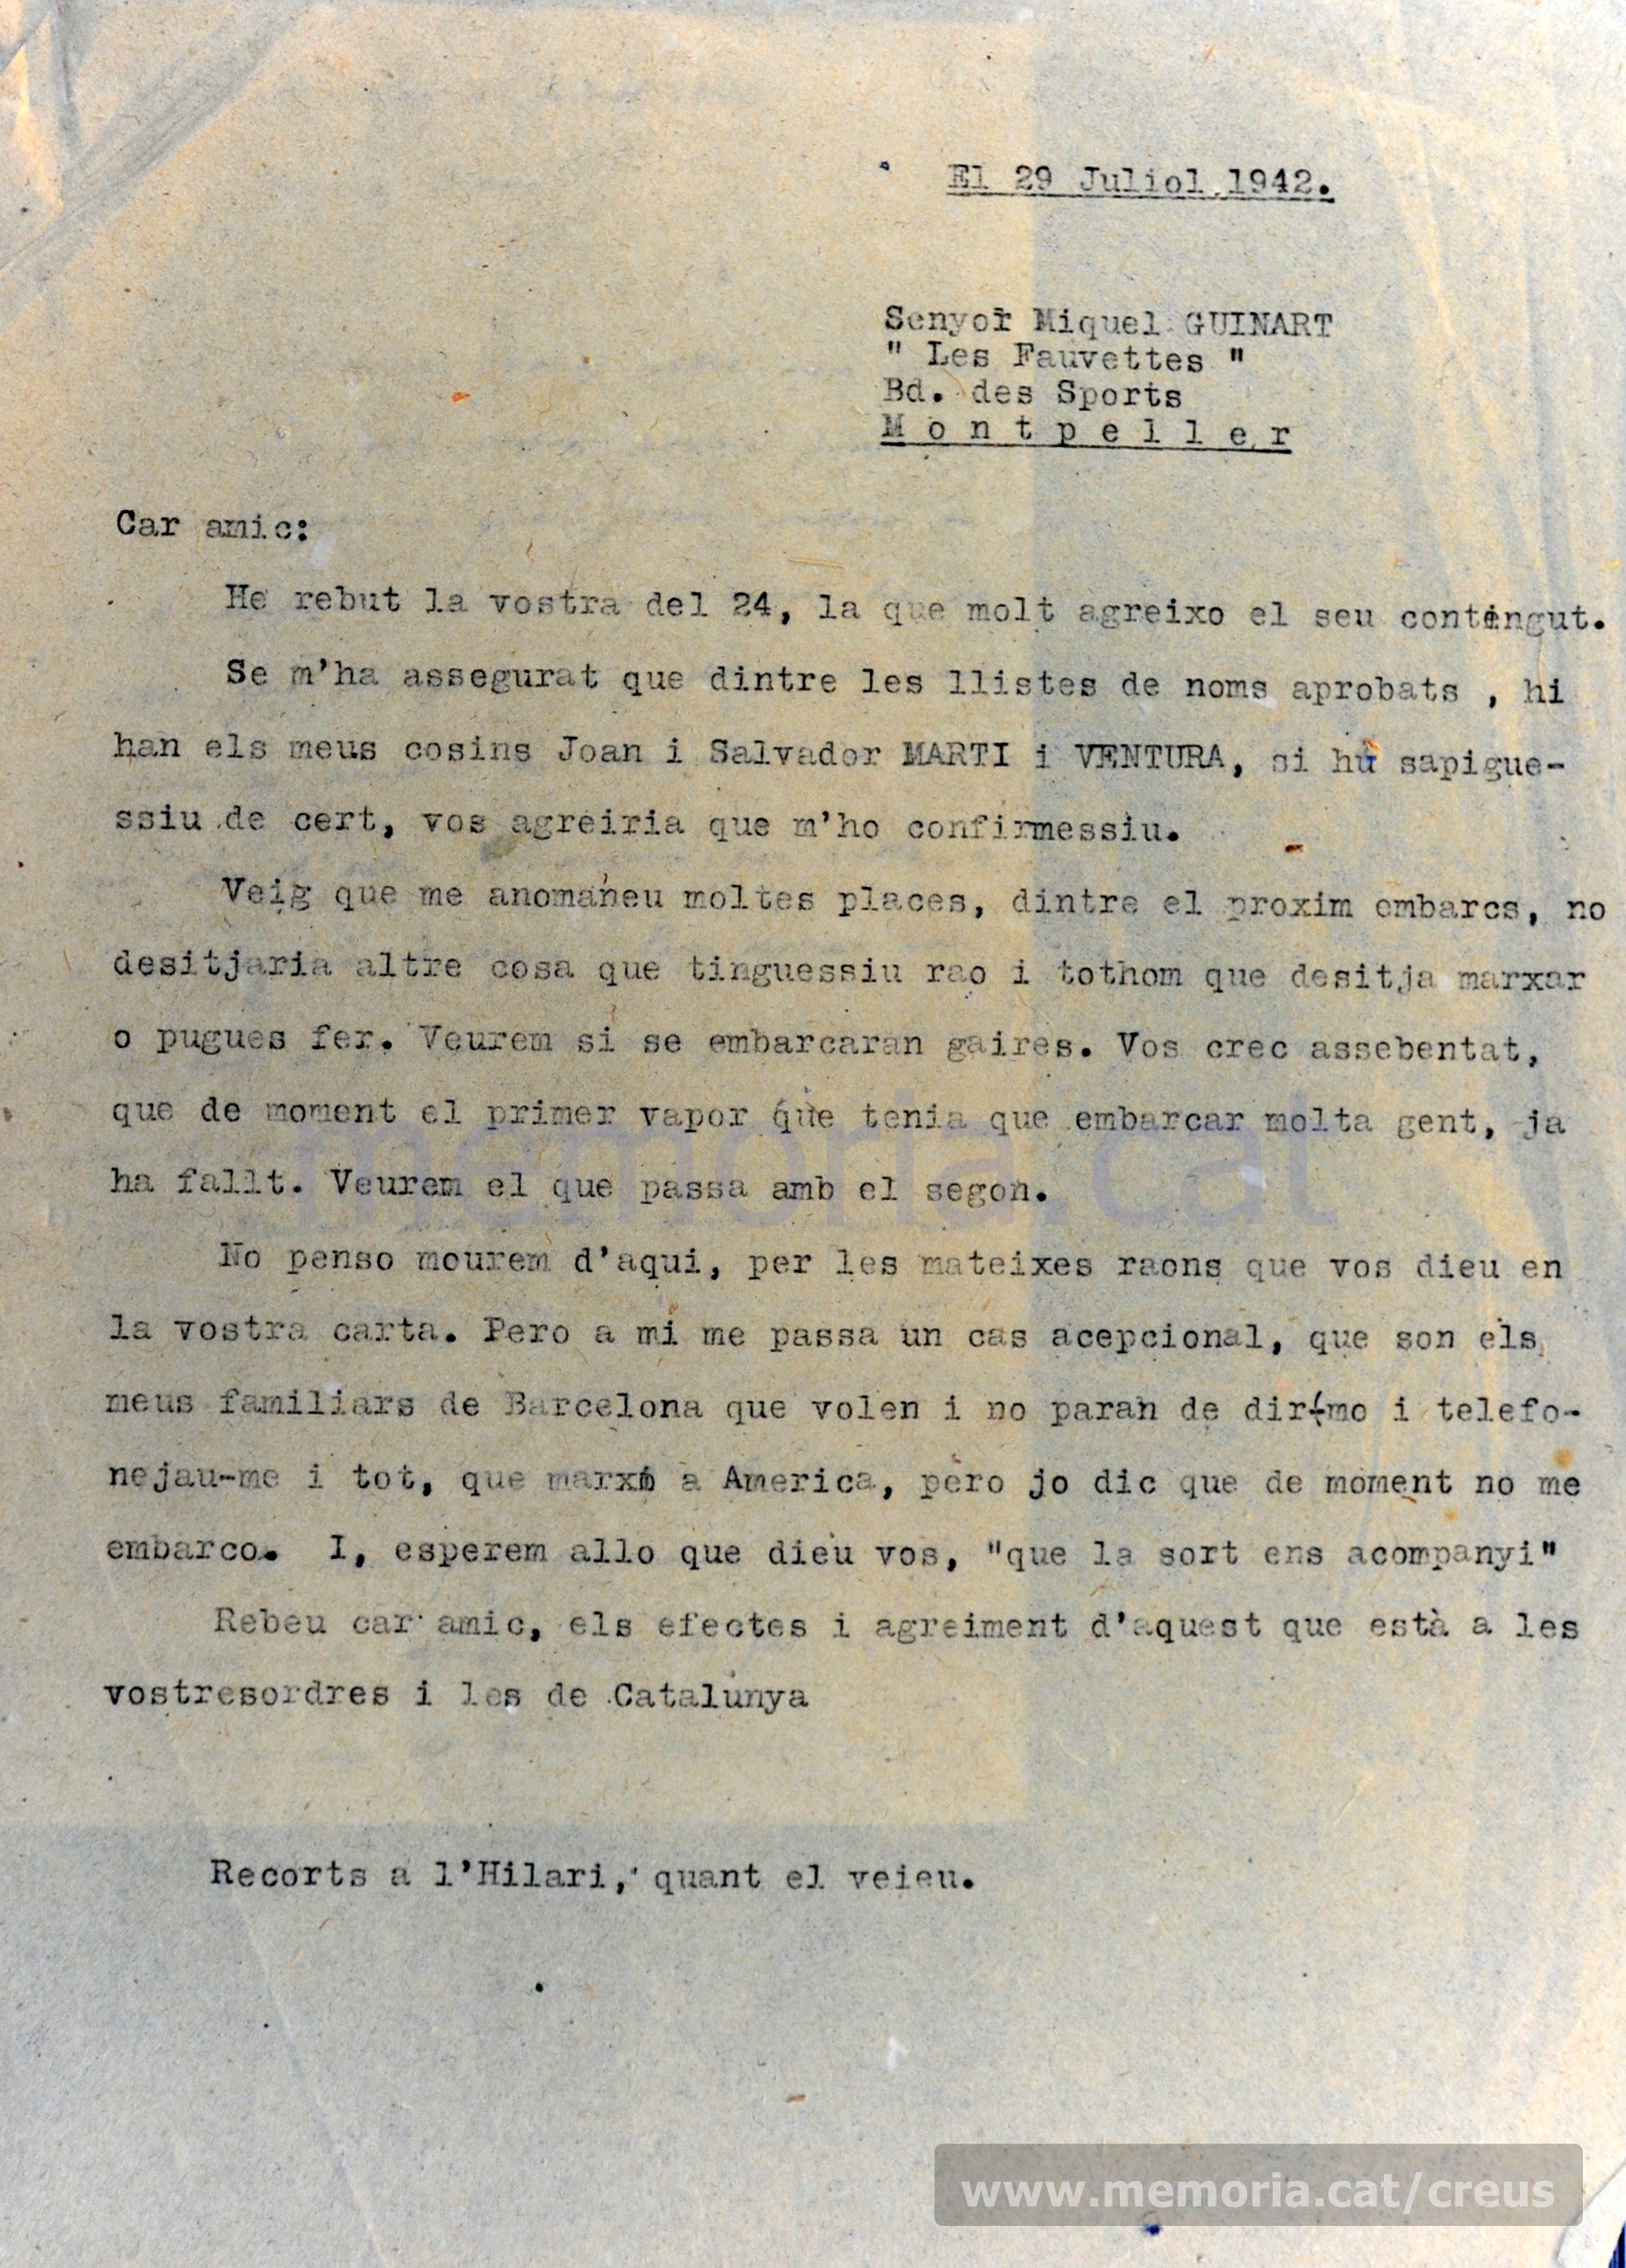 El 29 Juliol 1942.
Senyor Miquel GUINART
" Les Fauvettes "
Bd. des Sports
M o n t p e l l e r
Car amic:
He rebut la vostra del 24, la que molt agreixo el seu contingut.
Se m'ha assegurat que dintre les llistes de noms aprobats , hi
han els meus cosins Joan i Salvador MARTI i VENTURA, si hu sapigue-
ssiu de cert, vos agreiria que m'ho confirmessiu.
Veig que me anomaneu moltes places, dintre el proxim embarcs, no
desitjaria altre cosa que tinguessiu rao i tothom que desitja marxar
o pugues fer. Veurem si se embarcaran gaires. Vos crec assebentat,
que de moment el primer vapor que tenia que embarcar molta gent, ja
ha fallt. Veurem el que passa amb el segon.
No penso mourem d'aqui, per les mateixes raons que vos dieu en
la vostra carta. Pero a mi me passa un cas acepcional, que son els
meus familiars de Barcelona que volen i no paran de dir-mo i telefo-
nejau-me i tot, que marxi a America, pero jo dic que de moment no me
embarco. I, esperem allo que dieu vos, "que la sort ens acompanyi"
Rebeu car amic, els efectes i agreiment d'aquest que està a les
vostresordres i les de Catalunya
Recorts a l'Hilari, quant el veieu.
memoria.cat
www.memoria.cat/creus